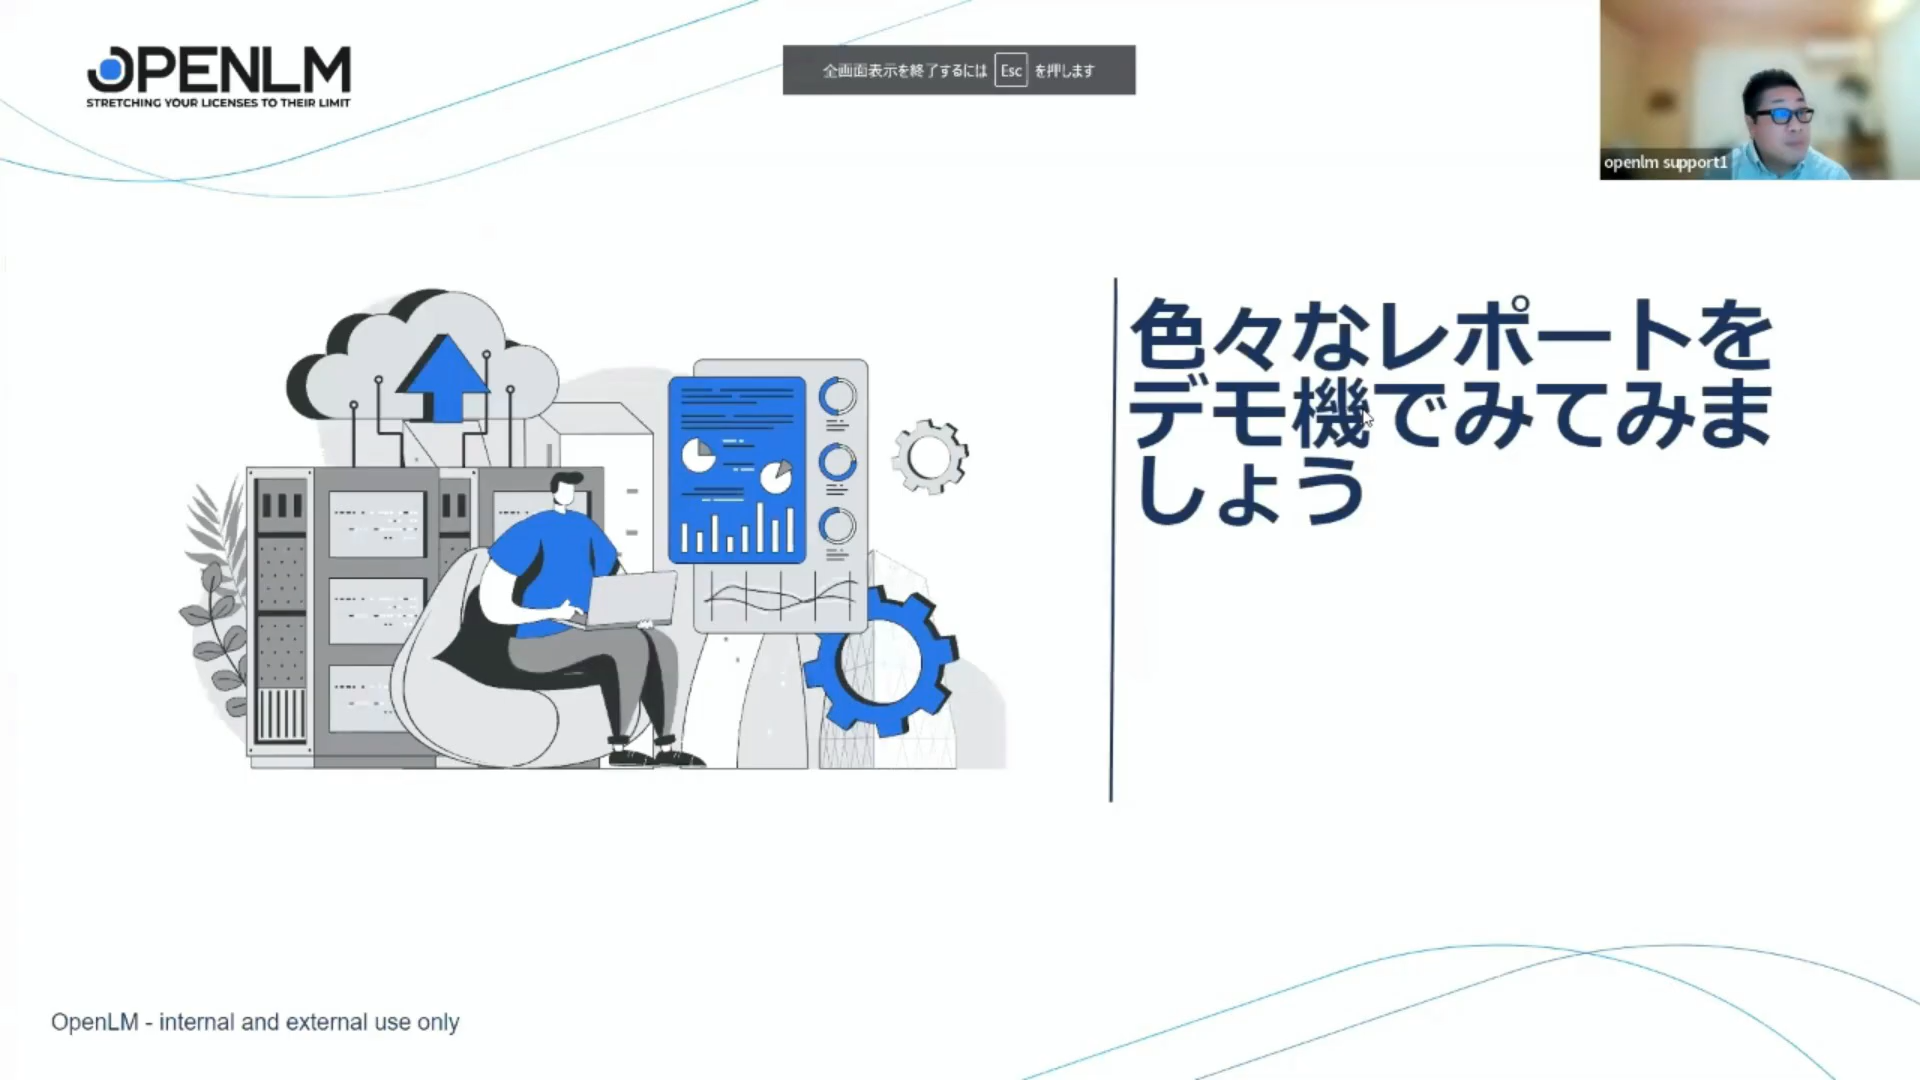 OPENLM
STRETCHING YOUR LICENSES TO THEIR LIMIT
全画面表示を終了するには Esc を押します
openlm support1
色々なレポートを
デモ機でみてみま
しょう
OpenLM - internal and external use only